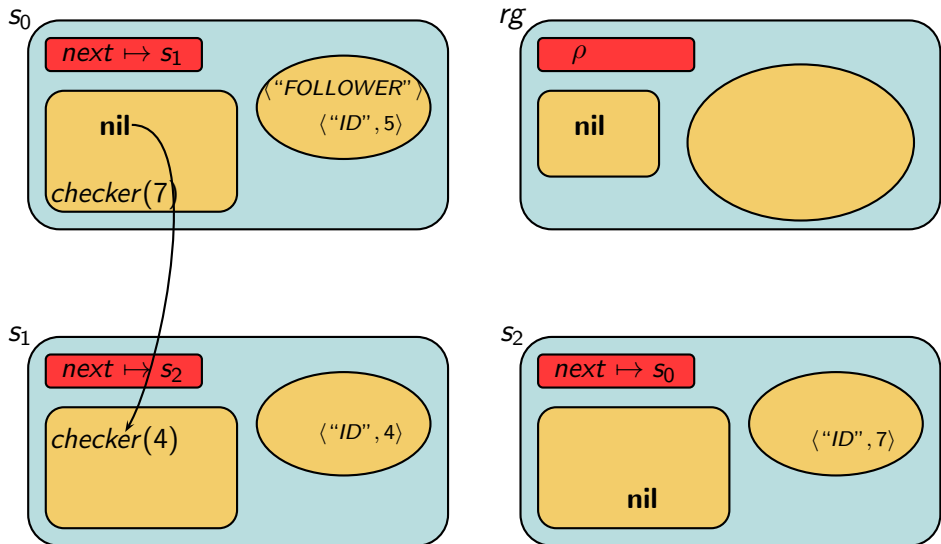 s₀
next ↦ s₁
nil
checker(7)
⟨“FOLLOWER”⟩
⟨“ID”, 5⟩
rg
ρ
nil
s₁
next ↦ s₂
checker(4)
⟨“ID”, 4⟩
s₂
next ↦ s₀
nil
⟨“ID”, 7⟩